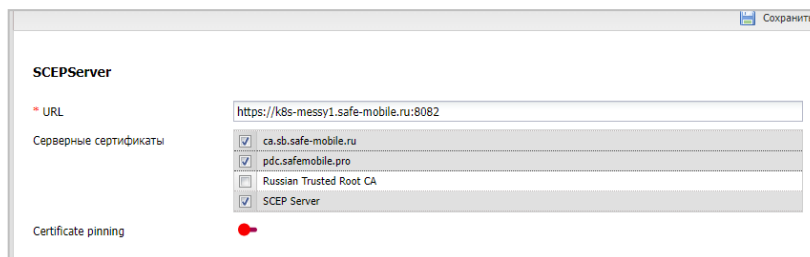 Сохранить
SCEPServer
* URL
https://k8s-messy1.safe-mobile.ru:8082
Серверные сертификаты
ca.sb.safe-mobile.ru
pdc.safemobile.pro
Russian Trusted Root CA
SCEP Server
Certificate pinning